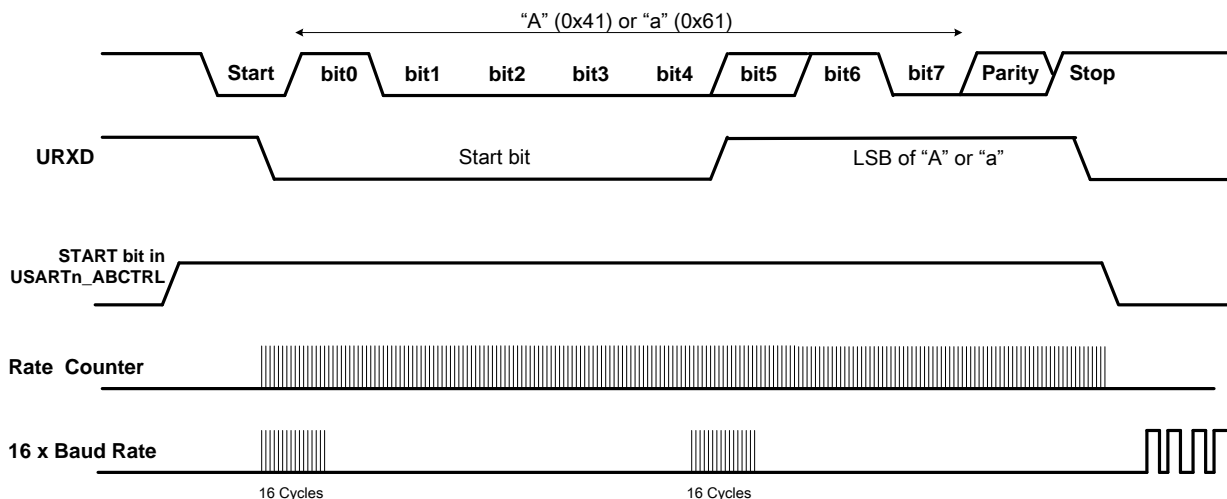 “A” (0x41) or “a” (0x61)
Start bit0 bit1 bit2 bit3 bit4 bit5 bit6 bit7 Parity Stop
URXD Start bit LSB of “A” or “a”
START bit in
USARTn_ABCTRL
Rate Counter
16 x Baud Rate
16 Cycles 16 Cycles